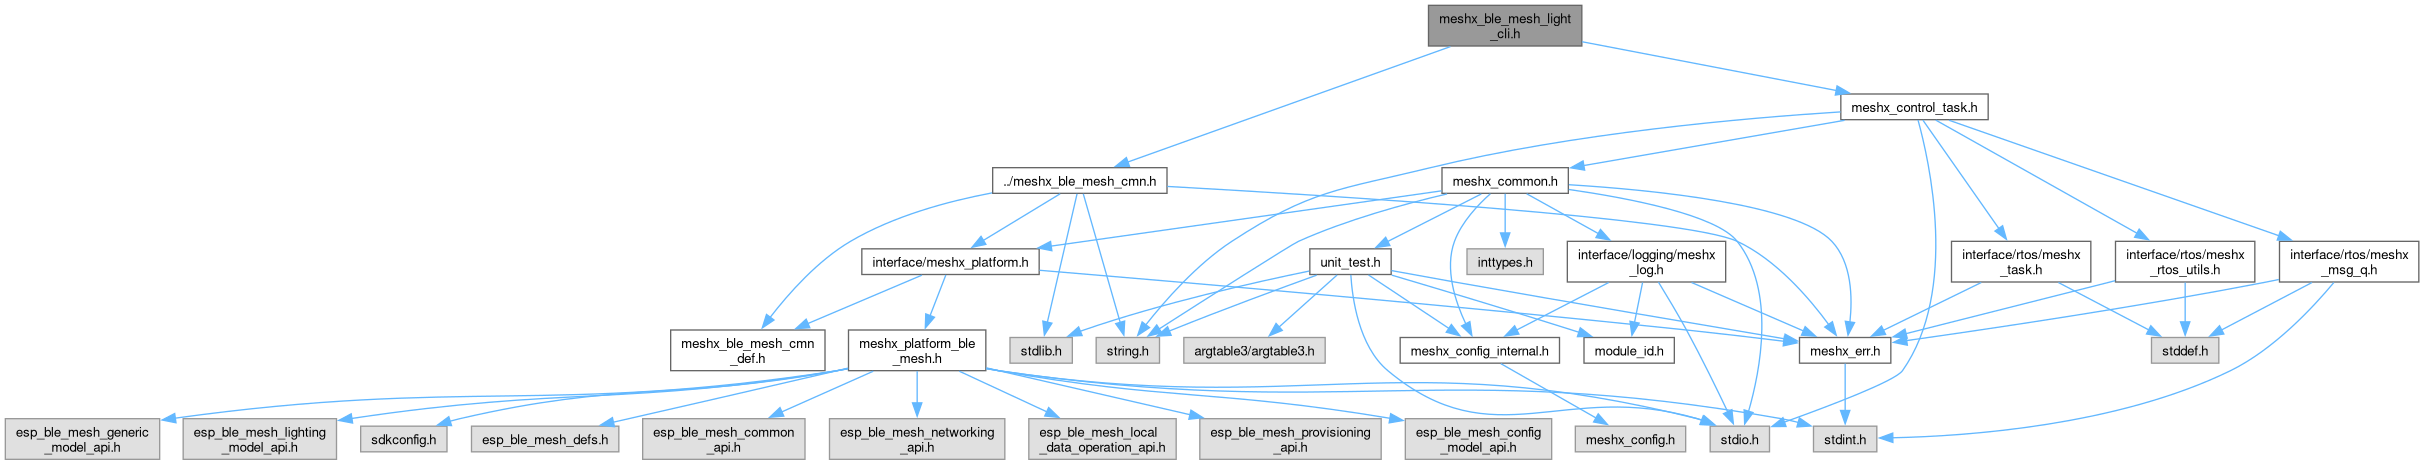 meshx_ble_mesh_light
_cli.h
meshx_control_task.h
../meshx_ble_mesh_cmn.h
meshx_common.h
interface/meshx_platform.h
unit_test.h
inttypes.h
interface/logging/meshx
_log.h
interface/rtos/meshx
_task.h
interface/rtos/meshx
_rtos_utils.h
interface/rtos/meshx
_msg_q.h
meshx_ble_mesh_cmn
_def.h
meshx_platform_ble
_mesh.h
stdlib.h
string.h
argtable3/argtable3.h
meshx_config_internal.h
module_id.h
meshx_err.h
stddef.h
esp_ble_mesh_generic
_model_api.h
esp_ble_mesh_lighting
_model_api.h
sdkconfig.h
esp_ble_mesh_defs.h
esp_ble_mesh_common
_api.h
esp_ble_mesh_networking
_api.h
esp_ble_mesh_local
_data_operation_api.h
esp_ble_mesh_provisioning
_api.h
esp_ble_mesh_config
_model_api.h
meshx_config.h
stdio.h
stdint.h